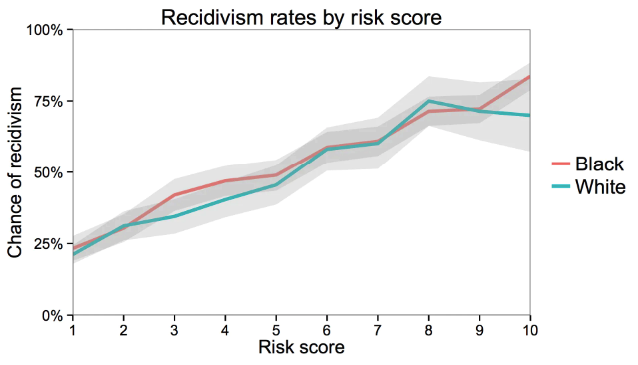 Recidivism rates by risk score
100%
75%
50%
25%
0%
Chance of recidivism
1 2 3 4 5 6 7 8 9 10
Risk score
Black
White